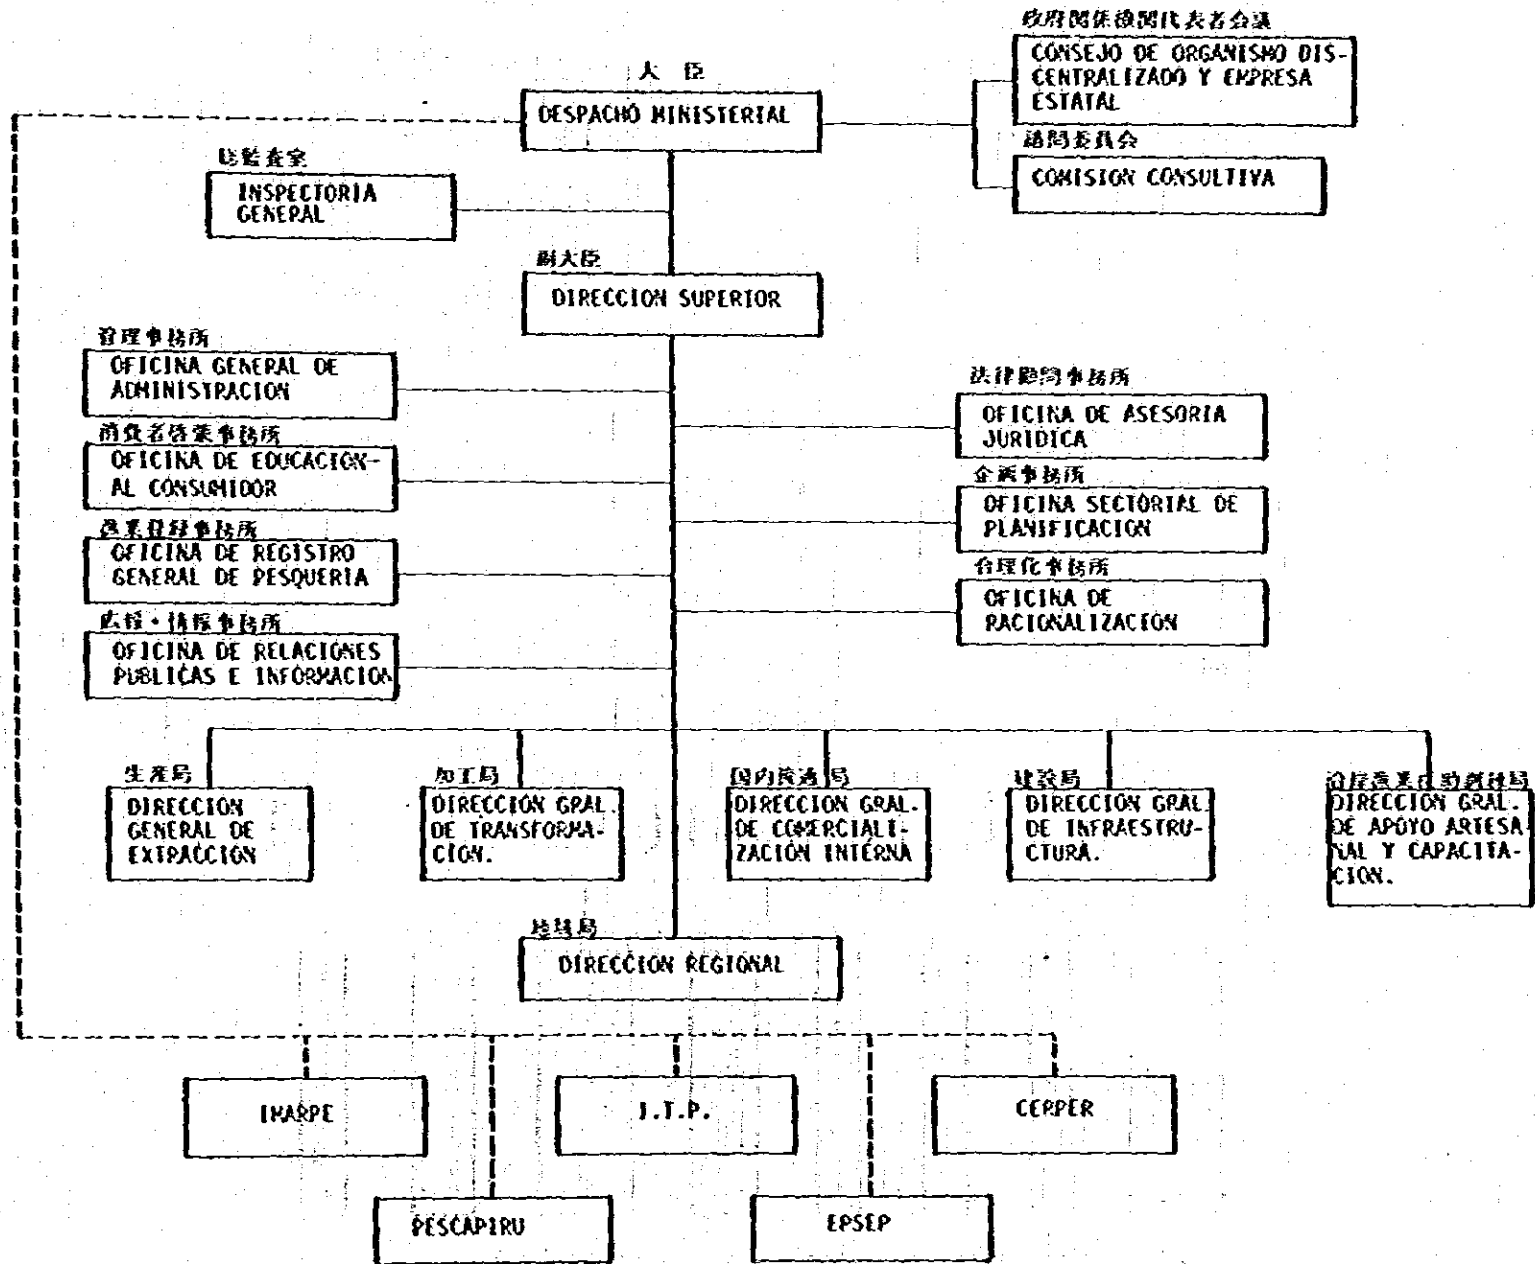 政府関係機関代表者会議
CONSEJO DE ORGANISMO DIS-
CENTRALIZADO Y EMPRESA
ESTATAL
大 臣
DESPACHO MINISTERIAL
諮問委員会
COMISION CONSULTIVA
総監査室
INSPECTORIA
GENERAL
副大臣
DIRECCION SUPERIOR
管理事務所
OFICINA GENERAL DE
ADMINISTRACION
法律顧問事務所
OFICINA DE ASESORIA
JURIDICA
消費者啓蒙事務所
OFICINA DE EDUCACION-
AL CONSUMIDOR
企画事務所
OFICINA SECTORIAL DE
PLANIFICACION
漁業登録事務所
OFICINA DE REGISTRO
GENERAL DE PESQUERIA
合理化事務所
OFICINA DE
RACIONALIZACION
広報・情報事務所
OFICINA DE RELACIONES
PUBLICAS E INFORMACION
生産局
DIRECCION
GENERAL DE
EXTRACCION
加工局
DIRECCION GRAL.
DE TRANSFORMA-
CION.
国内流通局
DIRECCION GRAL.
DE COMERCIALI-
ZACIÓN INTERNA
建設局
DIRECCION GRAL.
DE INFRAESTRU-
CTURA.
DIRECCION GRAL.
DE APOYO ARTESA
NAL Y CAPACITA-
CION.
地域局
DIRECCION REGIONAL
IMARPE
I.T.P.
CERPER
PESCAPIRU
EPSEP